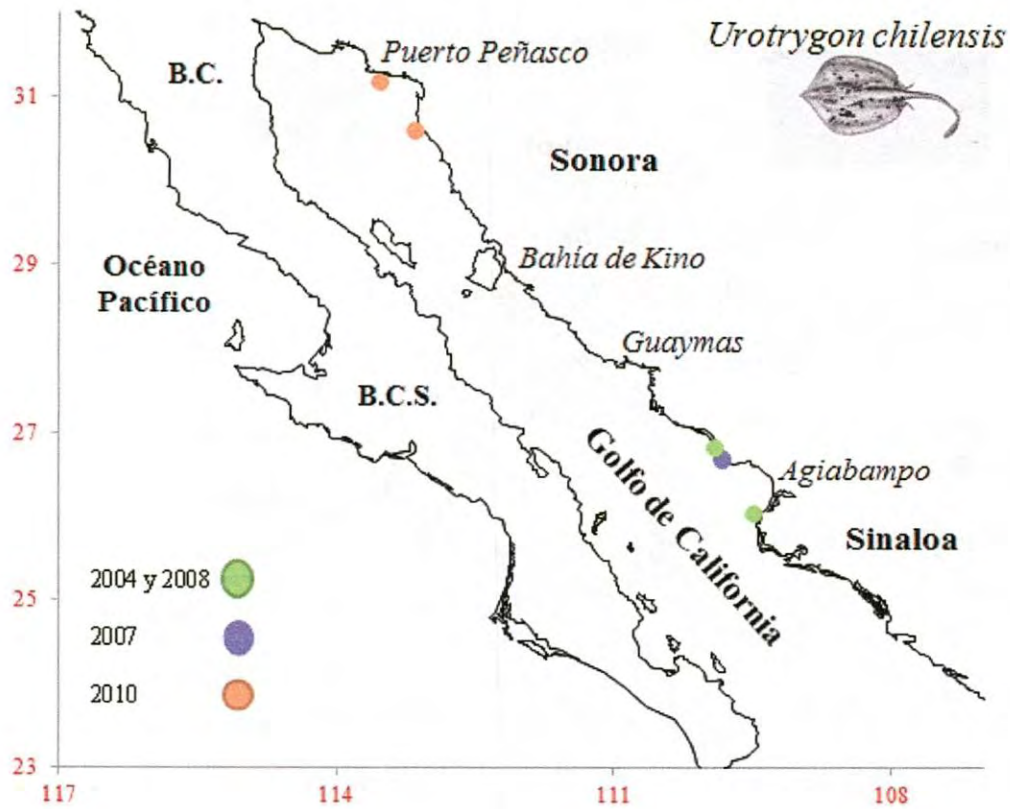 Urotrygon chilensis
Puerto Peñasco
B.C.
31
Sonora
29
Océano
Pacífico
Bahía de Kino
Guaymas
B.C.S.
27
Golfo de California
Agiabampo
Sinaloa
2004 y 2008
25
2007
2010
23
117
114
111
108